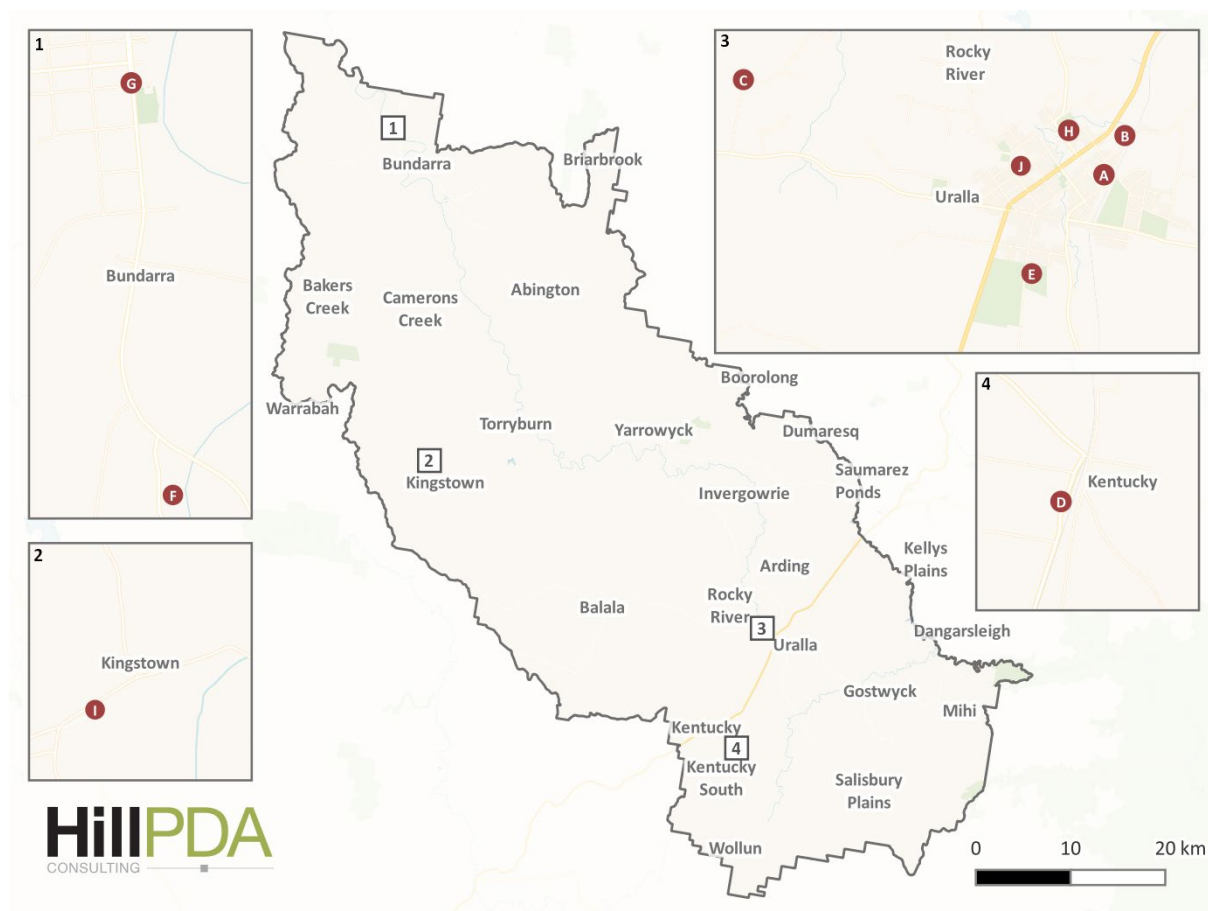 1
G
Bundarra
F
2
Kingstown
I
HillPDA
CONSULTING
1
Bundarra
Briarbrook
Bakers
Creek
Camerons
Creek
Abington
Boorolong
Warrabah
Torryburn
Yarrowyck
Dumaresq
2
Kingstown
Saumarez
Ponds
Invergowrie
Kellys
Plains
Arding
Rocky
River
Balala
3
Uralla
Dangarsleigh
Gostwyck
Mihi
Kentucky
4
Kentucky
South
Salisbury
Plains
Wollun
3
Rocky
River
C
H
B
J
A
Uralla
E
4
Kentucky
D
0 10 20 km